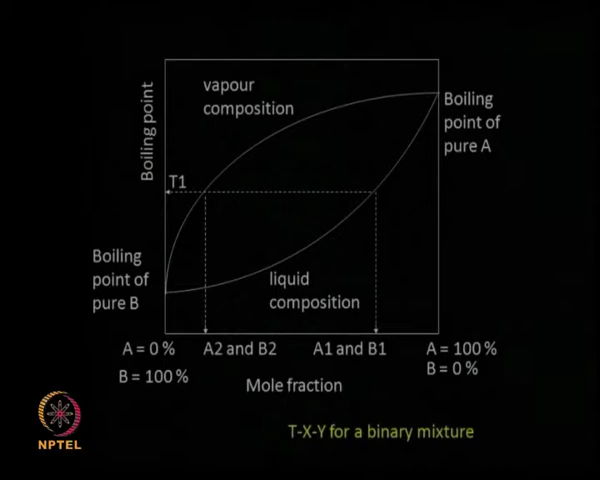 vapour
composition
Boiling point
Boiling
point of
pure A
T1
Boiling
point of
pure B
liquid
composition
A = 0 %
A2 and B2
A1 and B1
A = 100 %
B = 100 %
B = 0 %
Mole fraction
NPTEL
T-X-Y for a binary mixture